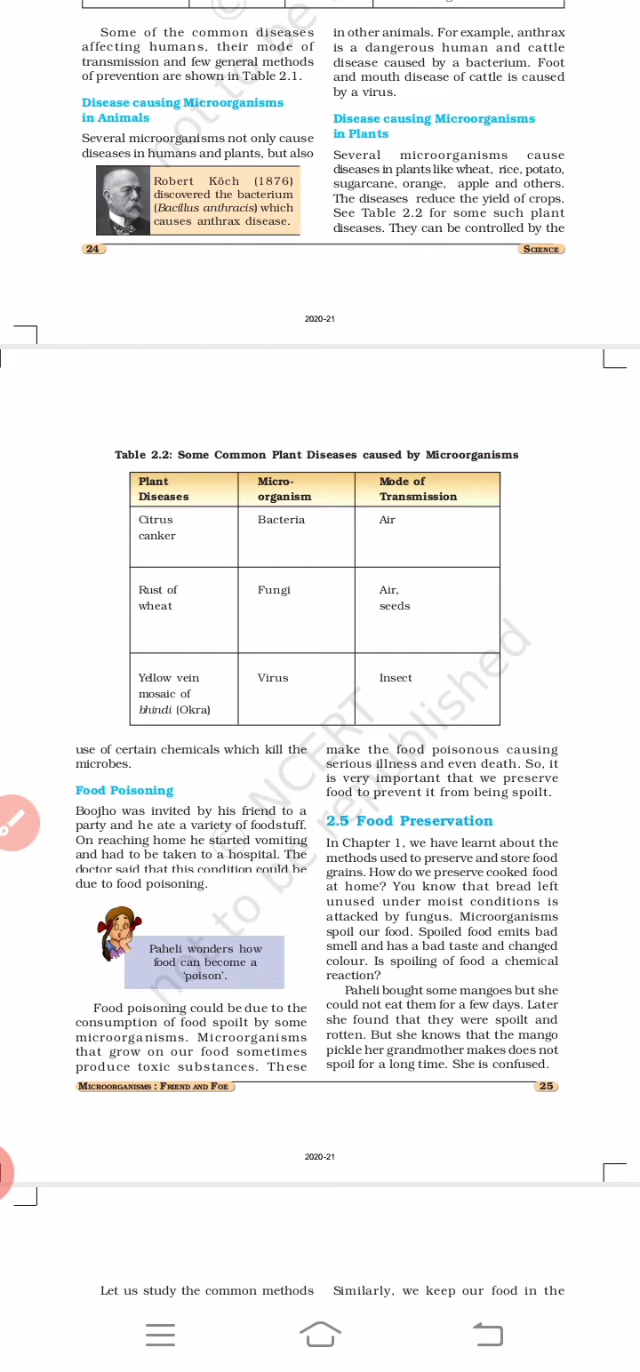 Some of the common diseases
affecting humans, their mode of
transmission and few general methods
of prevention are shown in Table 2.1.
Disease causing Microorganisms
in Animals
Several microorganisms not only cause
diseases in humans and plants, but also
Robert Köch (1876)
discovered the bacterium
(Bacillus anthracis) which
causes anthrax disease.
in other animals. For example, anthrax
is a dangerous human and cattle
disease caused by a bacterium. Foot
and mouth disease of cattle is caused
by a virus.
Disease causing Microorganisms
in Plants
Several microorganisms cause
diseases in plants like wheat, rice, potato,
sugarcane, orange, apple and others.
The diseases reduce the yield of crops.
See Table 2.2 for some such plant
diseases. They can be controlled by the
24
SCIENCE
2020-21
Table 2.2: Some Common Plant Diseases caused by Microorganisms
Plant Diseases Micro-organism Mode of Transmission
Citrus canker Bacteria Air
Rust of wheat Fungi Air, seeds
Yellow vein mosaic of bhindi (Okra) Virus Insect
use of certain chemicals which kill the
microbes.
Food Poisoning
Boojho was invited by his friend to a
party and he ate a variety of foodstuff.
On reaching home he started vomiting
and had to be taken to a hospital. The
doctor said that this condition could be
due to food poisoning.
Paheli wonders how
food can become a
‘poison’.
Food poisoning could be due to the
consumption of food spoilt by some
microorganisms. Microorganisms
that grow on our food sometimes
produce toxic substances. These
make the food poisonous causing
serious illness and even death. So, it
is very important that we preserve
food to prevent it from being spoilt.
2.5 Food Preservation
In Chapter 1, we have learnt about the
methods used to preserve and store food
grains. How do we preserve cooked food
at home? You know that bread left
unused under moist conditions is
attacked by fungus. Microorganisms
spoil our food. Spoiled food emits bad
smell and has a bad taste and changed
colour. Is spoiling of food a chemical
reaction?
Paheli bought some mangoes but she
could not eat them for a few days. Later
she found that they were spoilt and
rotten. But she knows that the mango
pickle her grandmother makes does not
spoil for a long time. She is confused.
MICROORGANISMS : FRIEND AND FOE
25
2020-21
© NCERT
not to be republished
Let us study the common methods
Similarly, we keep our food in the